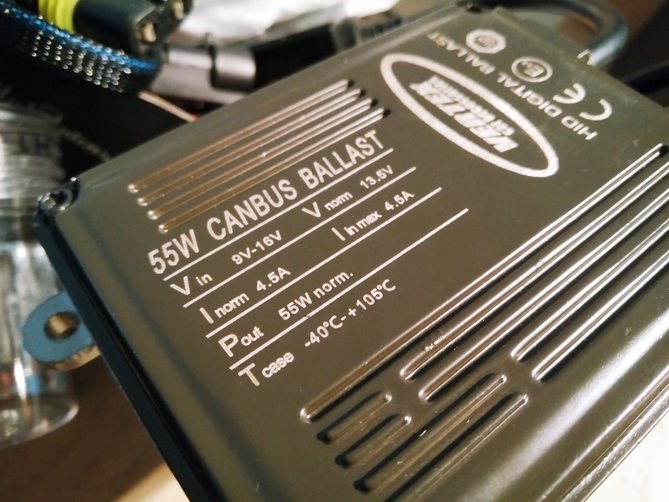 HID DIGITAL BALLAST
CE
55W CANBUS BALLAST
V in 9V-16V V norm 13.5V
I norm 4.5A I in max 4.5A
P out 55W norm.
T case -40°C-+105°C